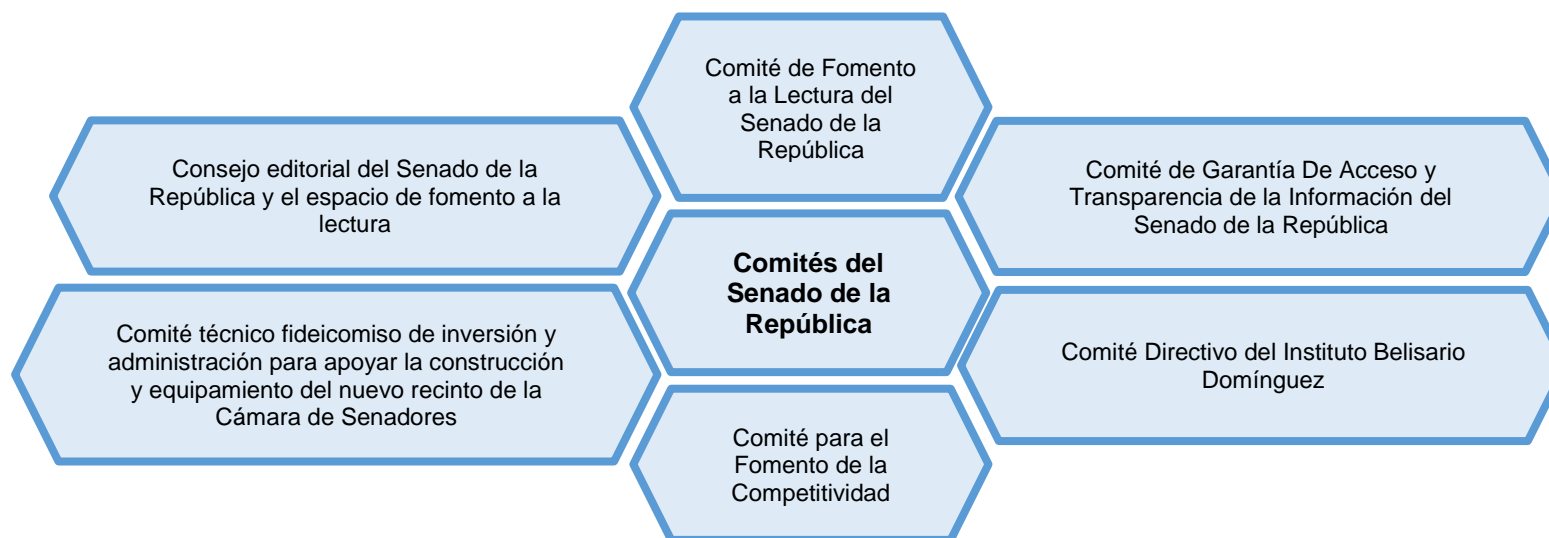 Comité de Fomento
a la Lectura del
Senado de la
República
Consejo editorial del Senado de la
República y el espacio de fomento a la
lectura
Comité de Garantía De Acceso y
Transparencia de la Información del
Senado de la República
Comités del
Senado de la
República
Comité técnico fideicomiso de inversión y
administración para apoyar la construcción
y equipamiento del nuevo recinto de la
Cámara de Senadores
Comité Directivo del Instituto Belisario
Domínguez
Comité para el
Fomento de la
Competitividad